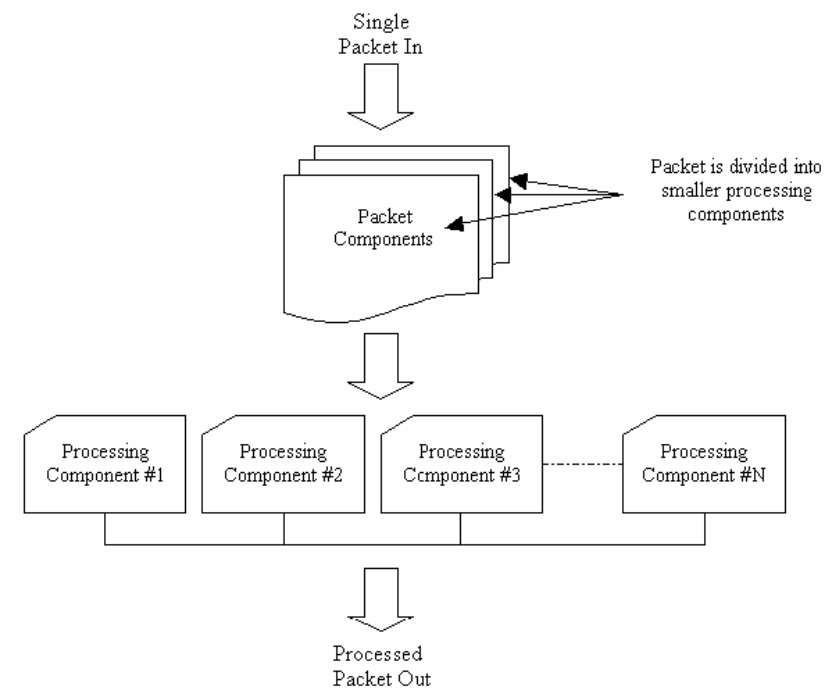 Single
Packet In
Packet is divided into
smaller processing
components
Packet
Components
Processing
Component #1
Processing
Component #2
Processing
Ccmponent #3
Processing
Component #N
Processed
Packet Out